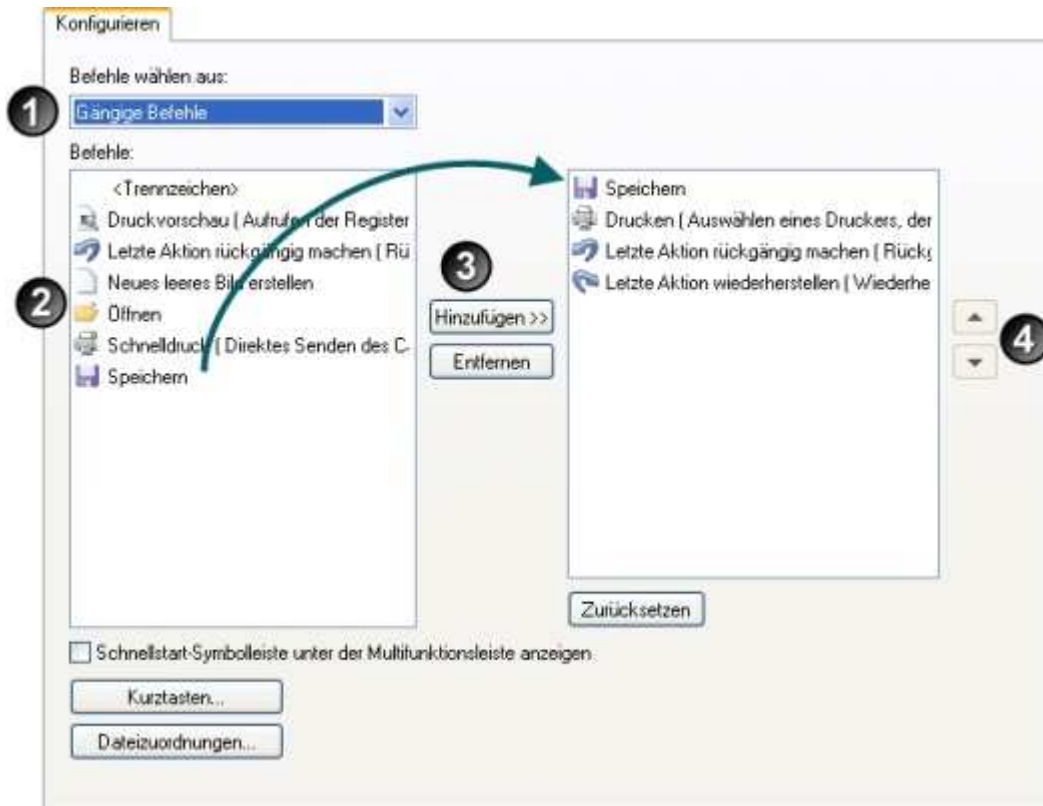 Konfigurieren
Befehle wählen aus:
1
Gängige Befehle
Befehle:
<Trennzeichen>
Druckvorschau ( Aufrufen der Register
Letzte Aktion rückgängig machen ( Rü
Neues leeres Bild erstellen
2
Öffnen
Schnelldruck ( Direktes Senden des C
Speichern
3
Hinzufügen >>
Entfernen
Speichern
Drucken ( Auswählen eines Druckers, der
Letzte Aktion rückgängig machen ( Rückg
Letzte Aktion wiederherstellen ( Wiederhe
4
Zurücksetzen
Schnellstart-Symbolleiste unter der Multifunktionsleiste anzeigen
Kurztasten...
Dateizuordnungen...